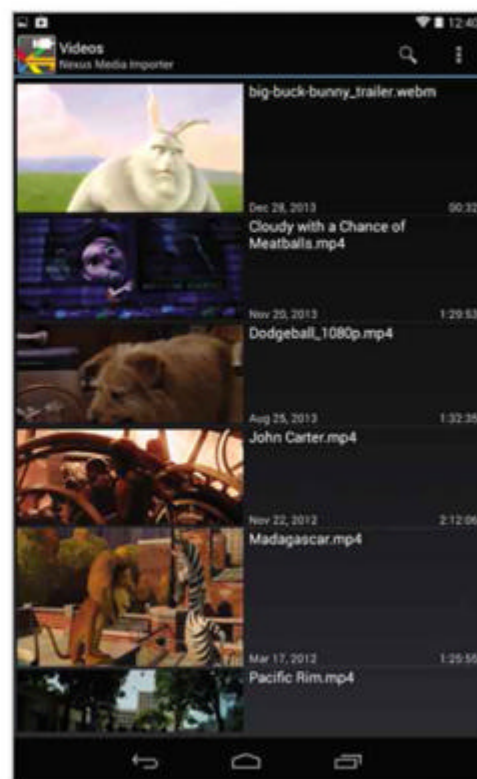 12:40
Videos
Nexus Media Importer
big-buck-bunny_trailer.webm
Dec 28, 2013 00:32
Cloudy with a Chance of
Meatballs.mp4
Nov 20, 2013 1:29:53
Dodgeball_1080p.mp4
Aug 25, 2013 1:32:35
John Carter.mp4
Nov 22, 2012 2:12:06
Madagascar.mp4
Mar 17, 2012 1:25:55
Pacific Rim.mp4